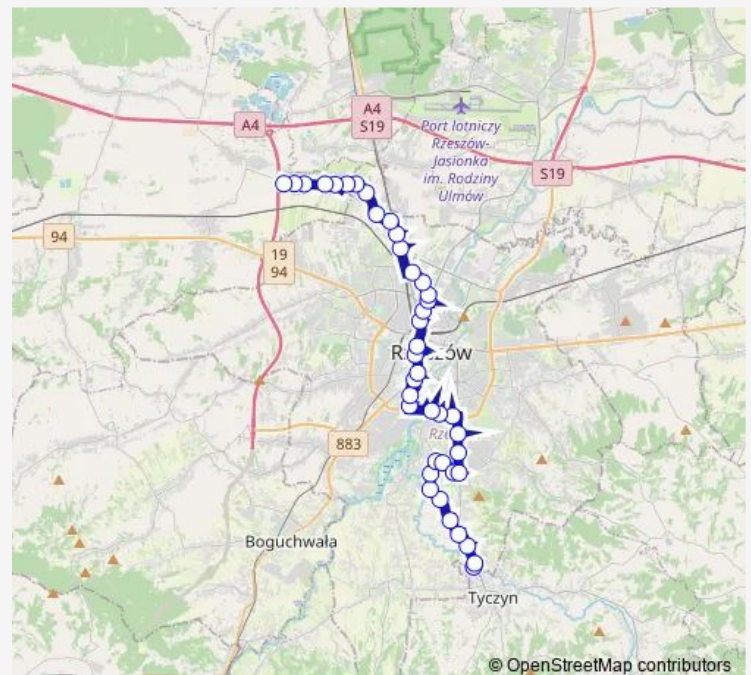 A4
A4
S19
Port lotniczy
Rzeszów-
Jasionka
im. Rodziny
Ulmów
S19
94
19
94
883
Boguchwała
Tyczyn
© OpenStreetMap contributors